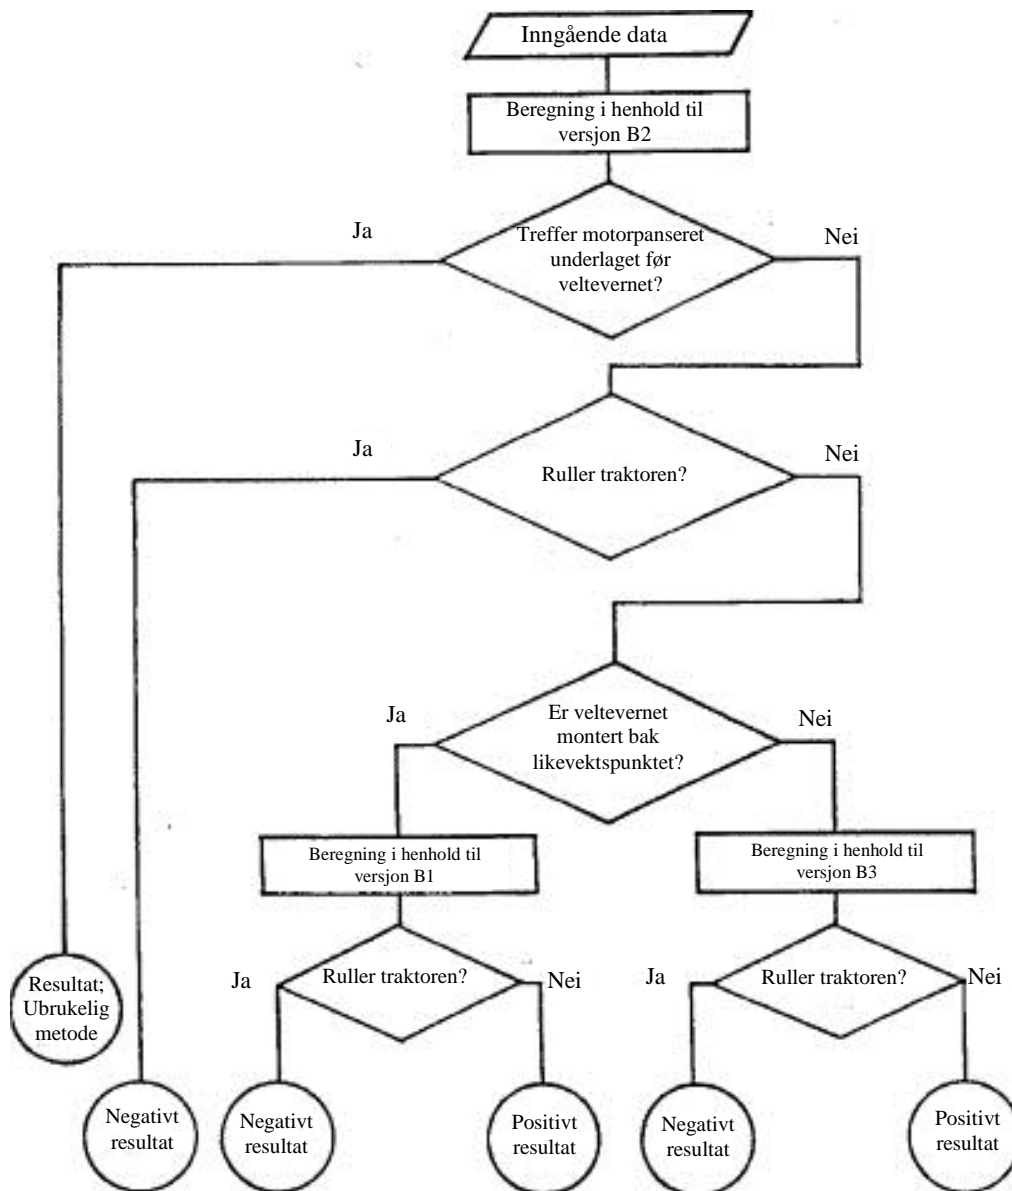 Inngående data
Beregning i henhold til
versjon B2
Ja
Treffer motorpanseret
underlaget før
veltevernet?
Nei
Ja
Ruller traktoren?
Nei
Ja
Er veltevernet
montert bak
likevektspunktet?
Nei
Beregning i henhold til
versjon B1
Beregning i henhold til
versjon B3
Ja
Ruller traktoren?
Nei
Ja
Ruller traktoren?
Nei
Resultat;
Ubrukelig
metode
Negativt
resultat
Negativt
resultat
Positivt
resultat
Negativt
resultat
Positivt
resultat